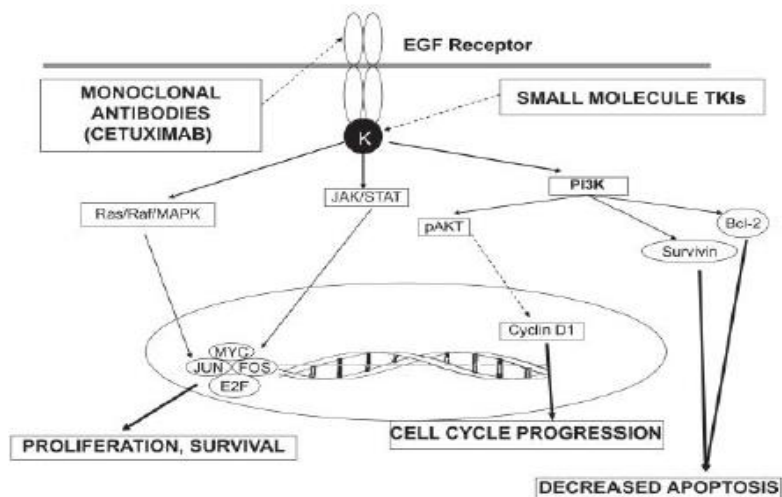 EGF Receptor
MONOCLONAL
ANTIBODIES
(CETUXIMAB)
SMALL MOLECULE TKIs
K
Ras/Raf/MAPK
JAK/STAT
PI3K
pAKT
Bcl-2
Survivin
Cyclin D1
MYC
JUN
FOS
E2F
PROLIFERATION, SURVIVAL
CELL CYCLE PROGRESSION
DECREASED APOPTOSIS